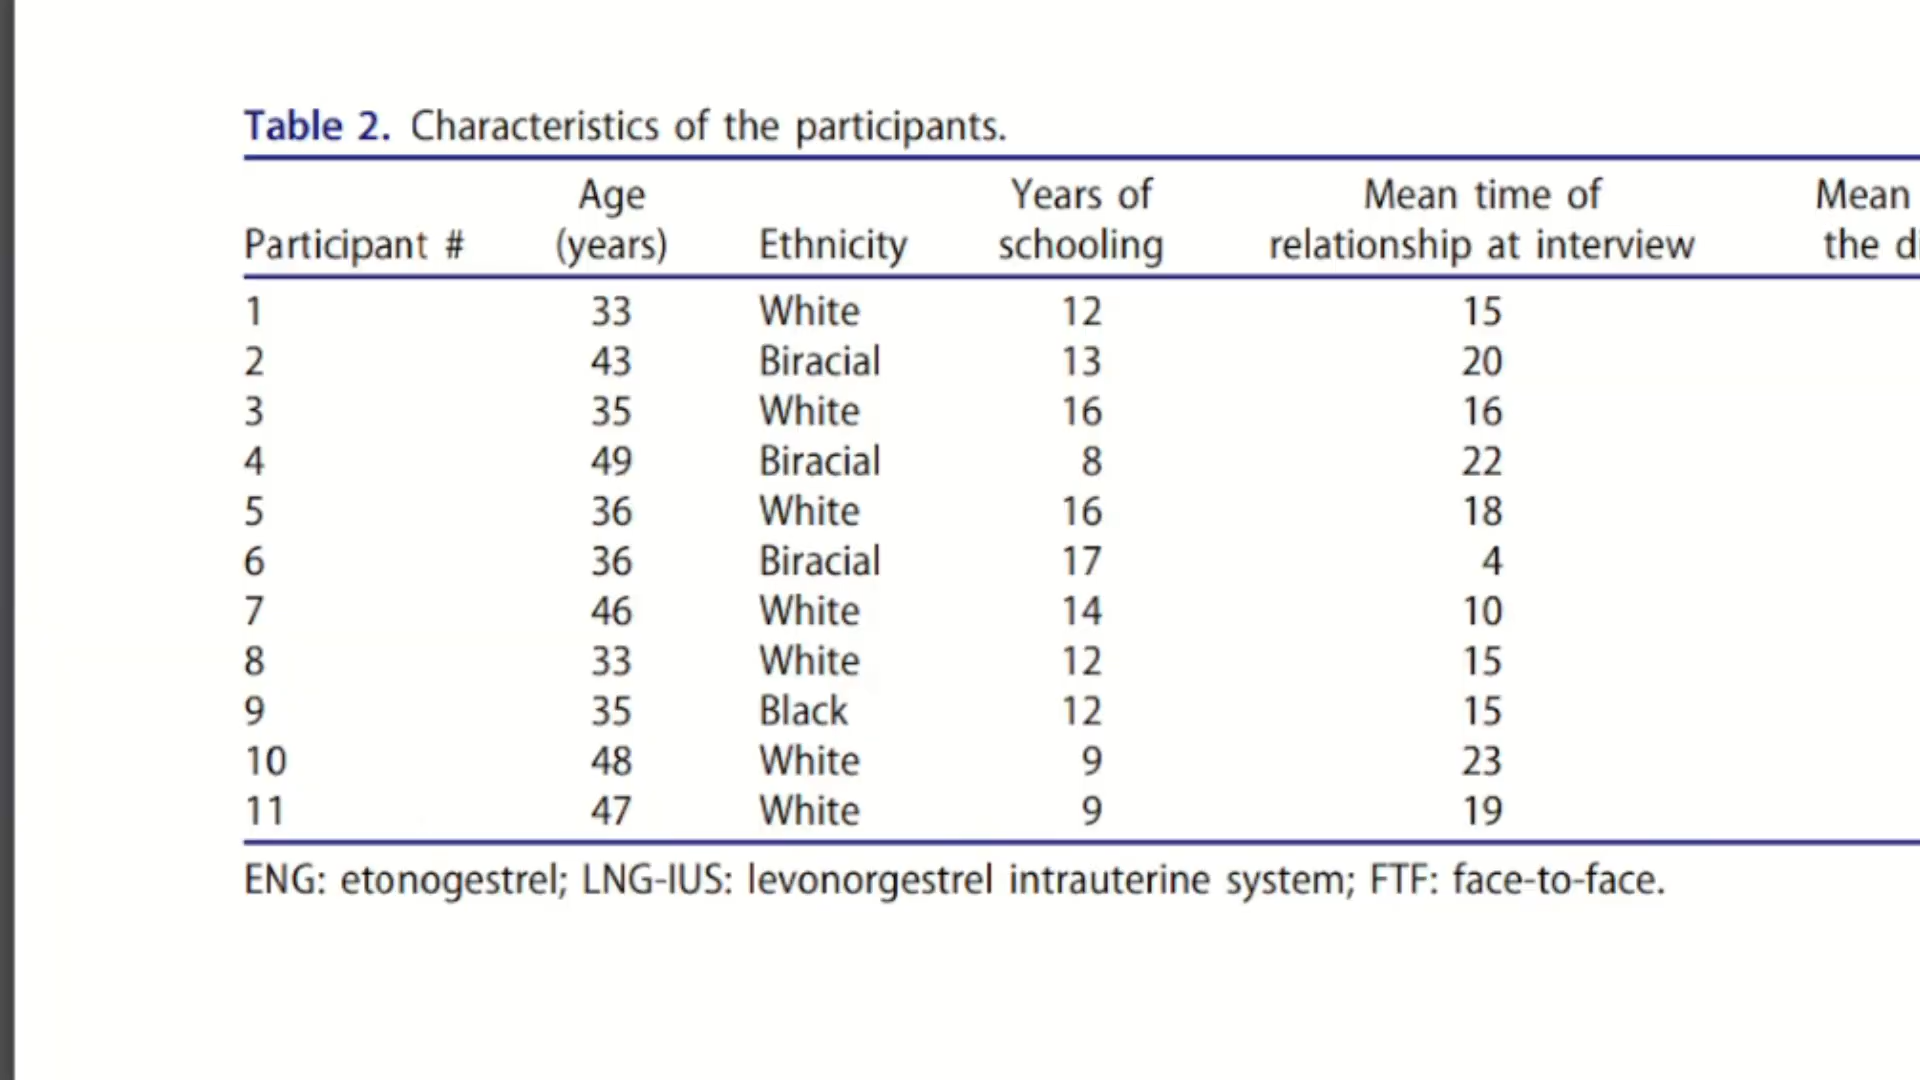 Table 2. Characteristics of the participants.
Age Years of Mean time of Mean
Participant # (years) Ethnicity schooling relationship at interview the
1 33 White 12 15
2 43 Biracial 13 20
3 35 White 16 16
4 49 Biracial 8 22
5 36 White 16 18
6 36 Biracial 17 4
7 46 White 14 10
8 33 White 12 15
9 35 Black 12 15
10 48 White 9 23
11 47 White 9 19
ENG: etonogestrel; LNG-IUS: levonorgestrel intrauterine system; FTF: face-to-face.